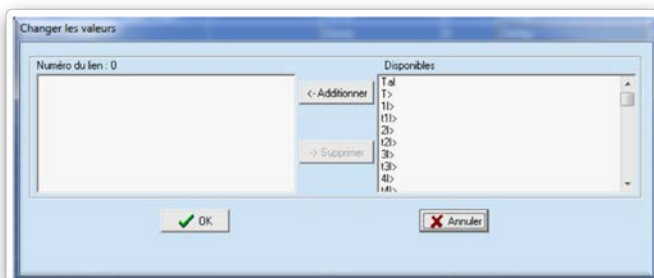 Changer les valeurs
Numéro du lien : 0
Disponibles
<- Additionner
-> Supprimer
Tal
T>
1I>
t1I>
2I>
t2I>
3I>
t3I>
4I>
t4I>
OK
Annuler